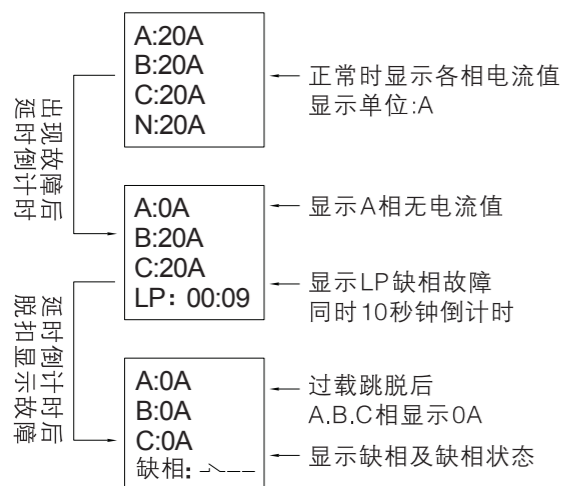 A:20A
B:20A
C:20A
N:20A
正常时显示各相电流值
显示单位:A
出现故障后
延时倒计时
A:0A
B:20A
C:20A
LP: 00:09
显示A相无电流值
显示LP缺相故障
同时10秒钟倒计时
延时倒计时后
脱扣显示故障
A:0A
B:0A
C:0A
缺相:
过载跳脱后
A.B.C相显示0A
显示缺相及缺相状态